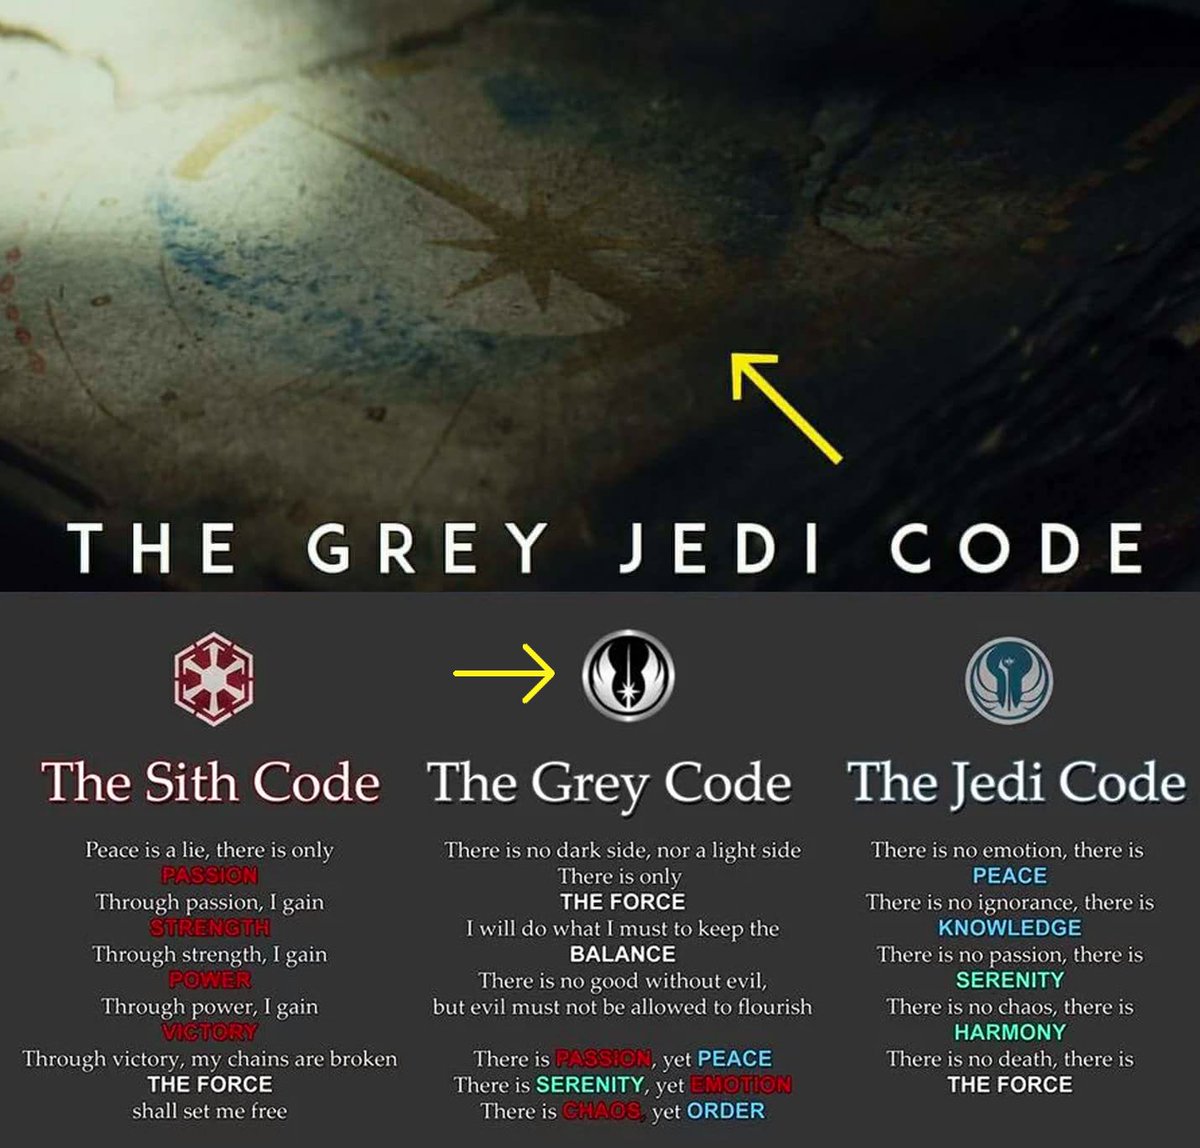 THE GREY JEDI CODE
The Sith Code
Peace is a lie, there is only
PASSION
Through passion, I gain
STRENGTH
Through strength, I gain
POWER
Through power, I gain
VICTORY
Through victory, my chains are broken
THE FORCE
shall set me free
The Grey Code
There is no dark side, nor a light side
There is only
THE FORCE
I will do what I must to keep the
BALANCE
There is no good without evil,
but evil must not be allowed to flourish
There is PASSION, yet PEACE
There is SERENITY, yet EMOTION
There is CHAOS, yet ORDER
The Jedi Code
There is no emotion, there is
PEACE
There is no ignorance, there is
KNOWLEDGE
There is no passion, there is
SERENITY
There is no chaos, there is
HARMONY
There is no death, there is
THE FORCE